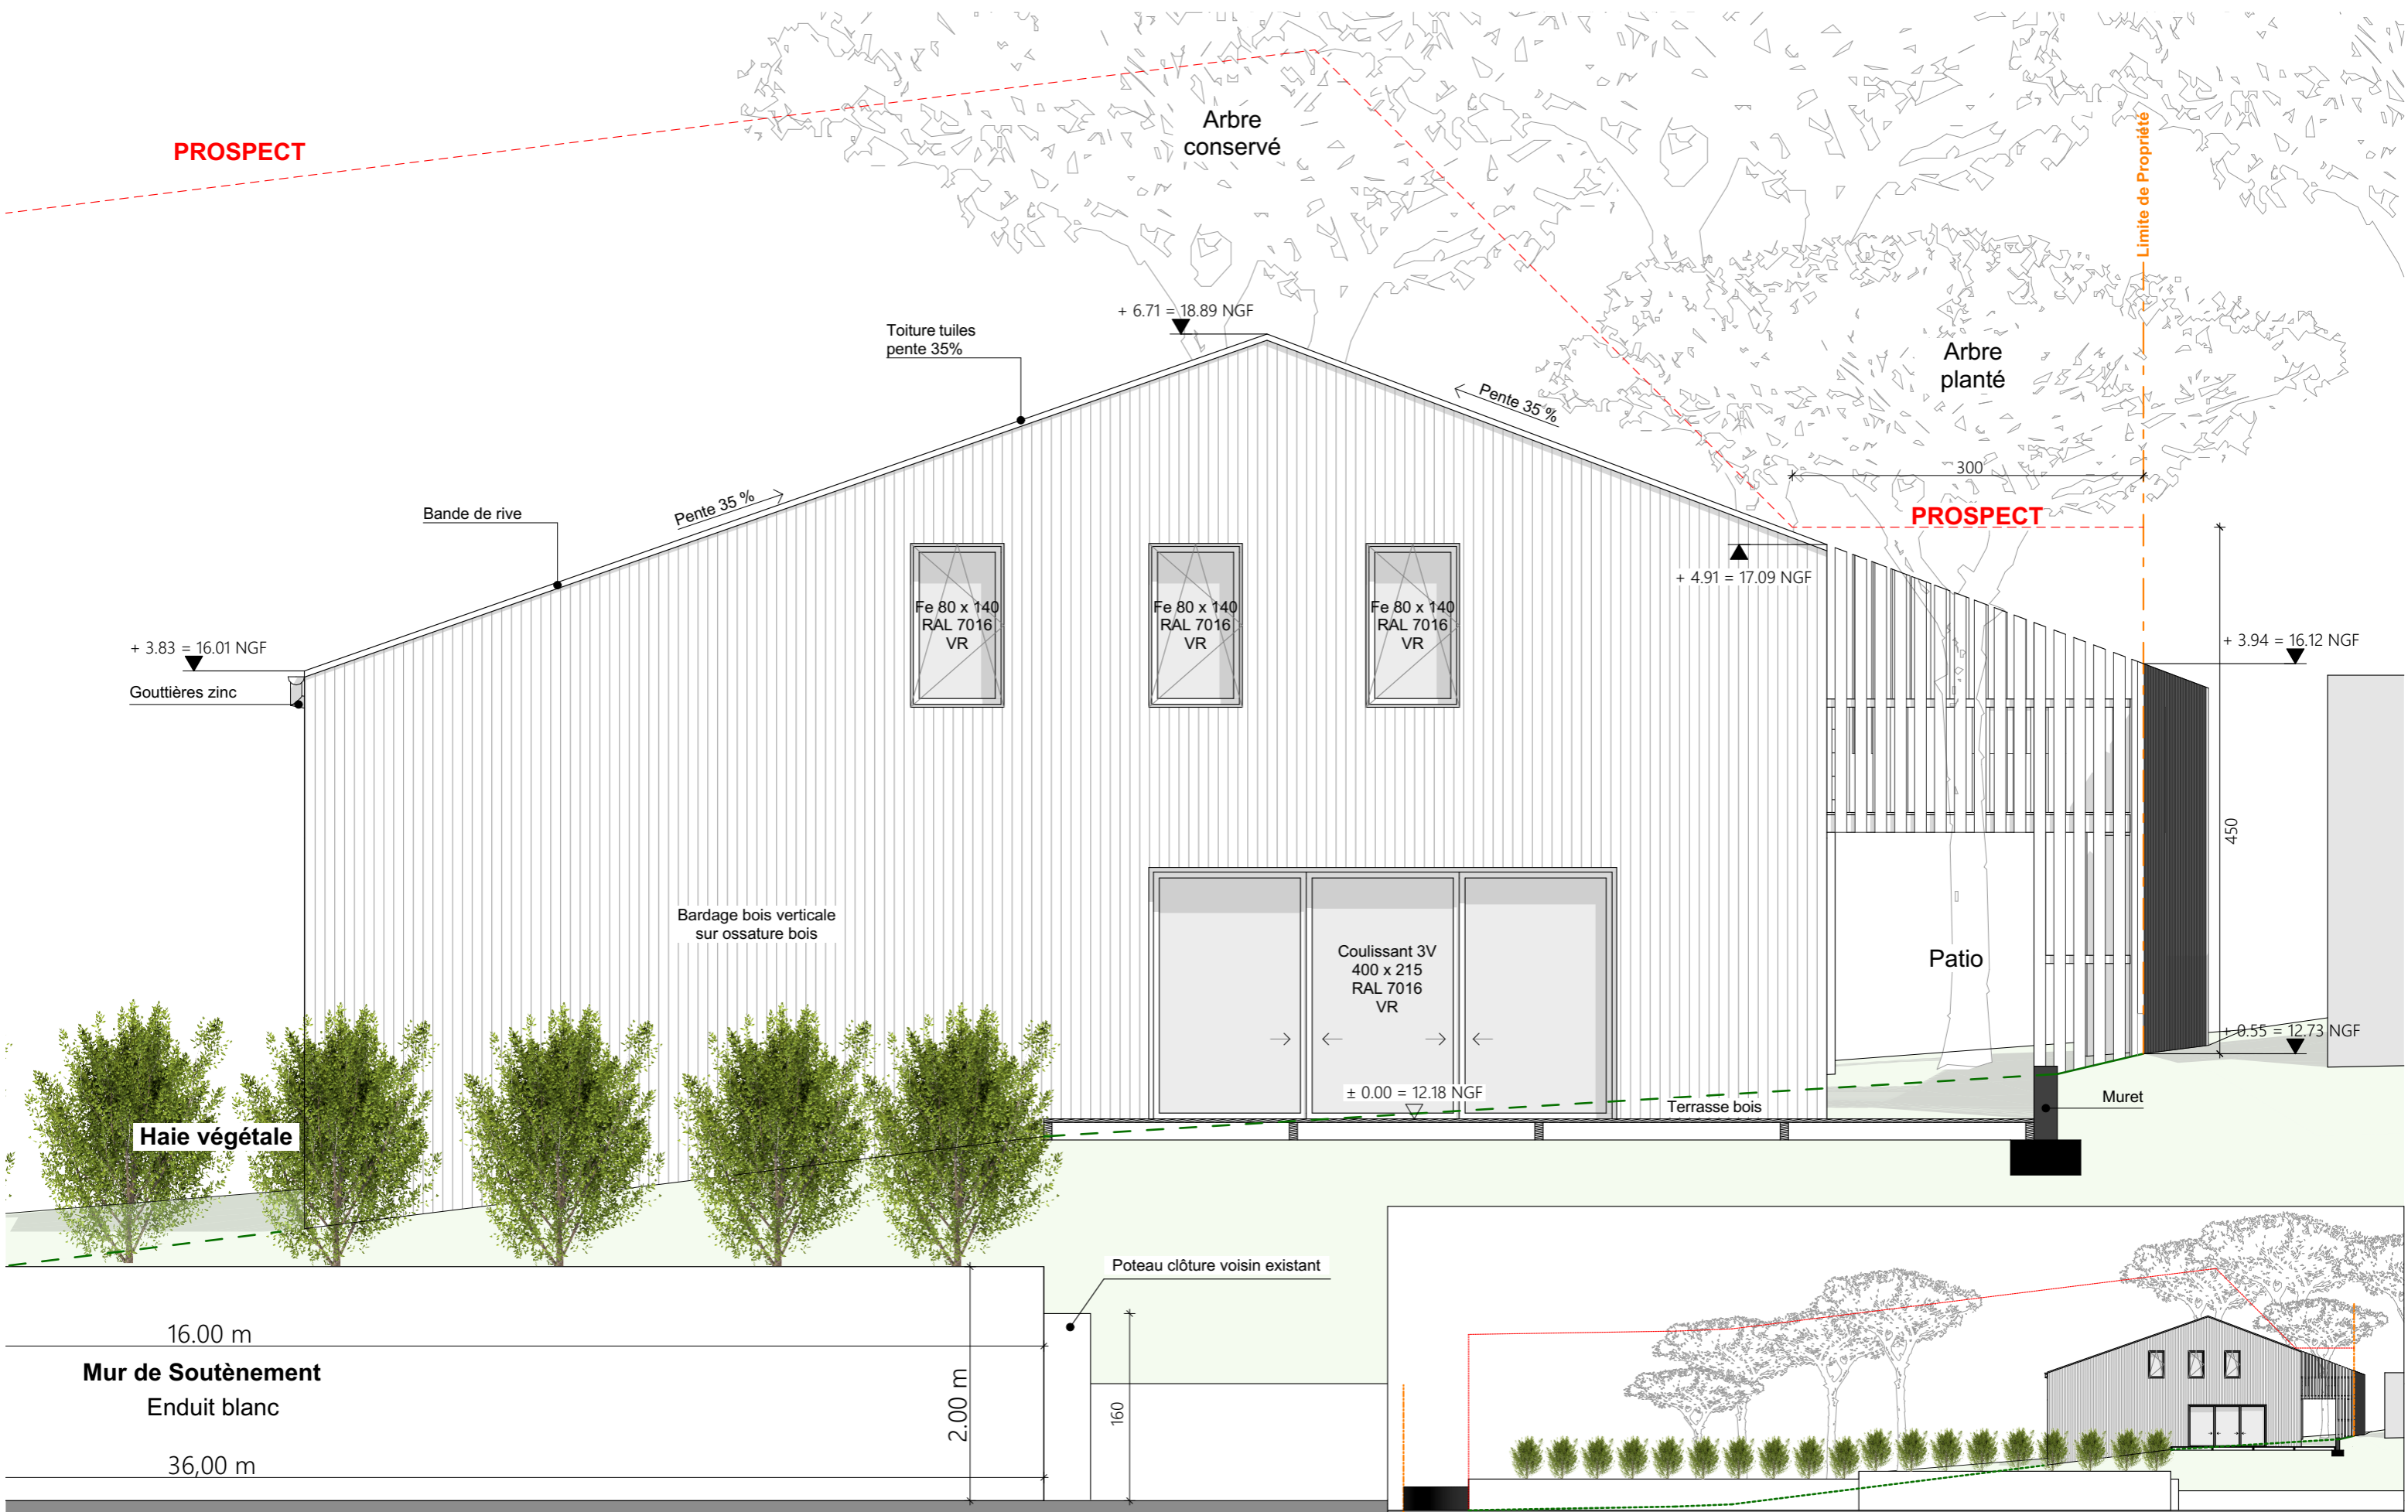 PROSPECT
Arbre
conservé
Limite de Propriété
+ 6.71 = 18.89 NGF
Toiture tuiles
pente 35%
Arbre
planté
Pente 35 %
300
Bande de rive
Pente 35 %
PROSPECT
+ 4.91 = 17.09 NGF
Fe 80 x 140
RAL 7016
VR
Fe 80 x 140
RAL 7016
VR
Fe 80 x 140
RAL 7016
VR
+ 3.83 = 16.01 NGF
+ 3.94 = 16.12 NGF
Gouttières zinc
450
Bardage bois verticale
sur ossature bois
Coulissant 3V
400 x 215
RAL 7016
VR
Patio
+ 0.55 = 12.73 NGF
± 0.00 = 12.18 NGF
Terrasse bois
Muret
Haie végétale
Poteau clôture voisin existant
16.00 m
Mur de Soutènement
Enduit blanc
2.00 m
160
36,00 m